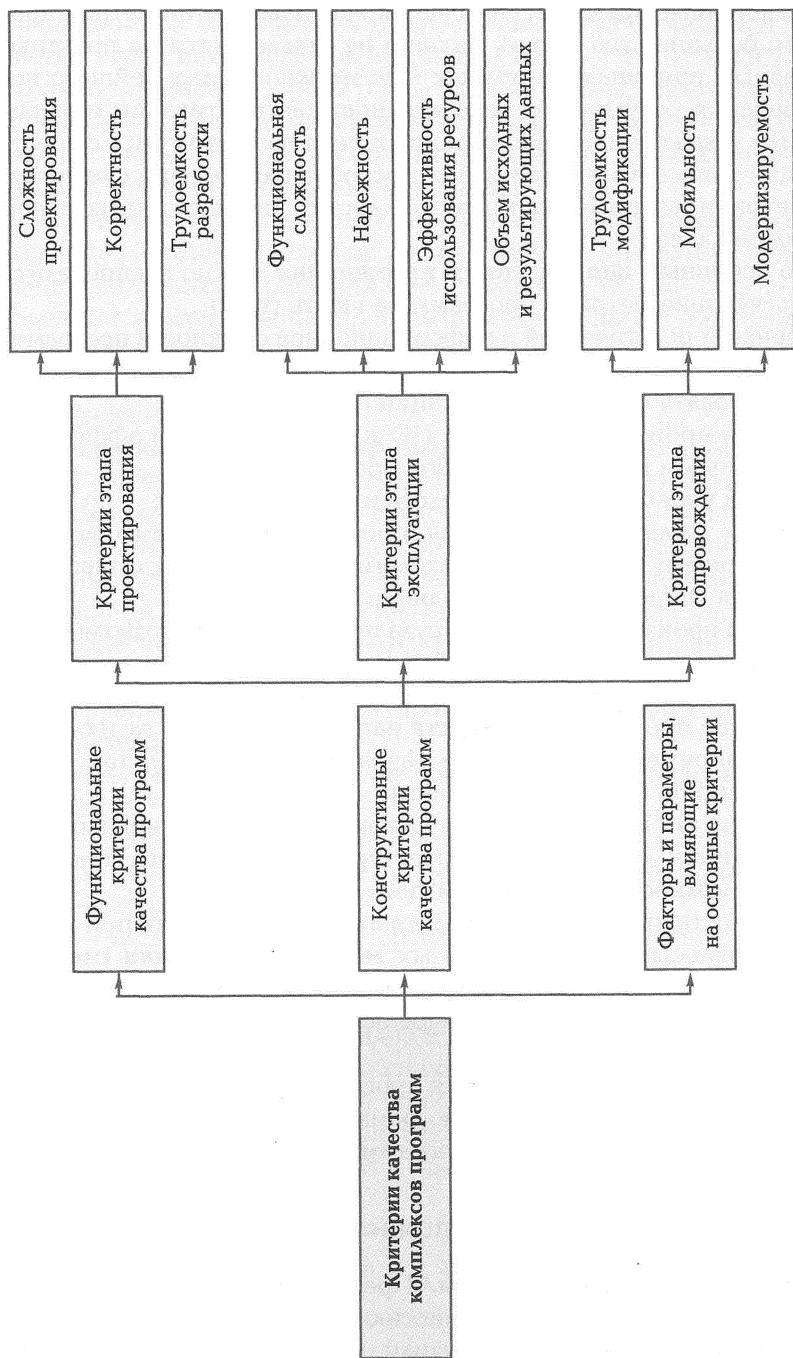 Критерии качества
комплексов программ
Функциональные
критерии
качества программ
Конструктивные
критерии
качества программ
Факторы и параметры,
влияющие
на основные критерии
Критерии этапа
проектирования
Критерии этапа
эксплуатации
Критерии этапа
сопровождения
Сложность
проектирования
Корректность
Трудоемкость
разработки
Функциональная
сложность
Надежность
Эффективность
использования ресурсов
Объем исходных
и результирующих данных
Трудоемкость
модификации
Мобильность
Модернизируемость